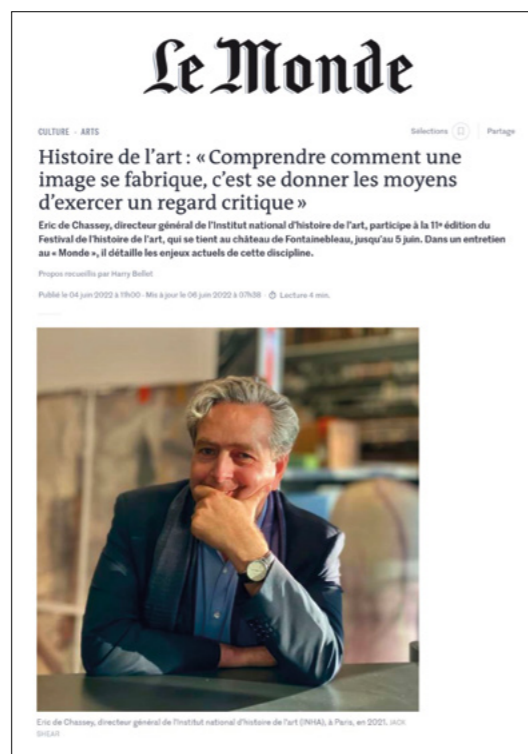 Le Monde
CULTURE · ARTS
Sélections
Partage
Histoire de l'art : « Comprendre comment une
image se fabrique, c'est se donner les moyens
d'exercer un regard critique »
Eric de Chassey, directeur général de l'Institut national d'histoire de l'art, participe à la 11ᵉ édition du
Festival de l'histoire de l'art, qui se tient au château de Fontainebleau, jusqu'au 5 juin. Dans un entretien
au « Monde », il détaille les enjeux actuels de cette discipline.
Propos recueillis par Harry Bellet
Publié le 04 juin 2022 à 11h00 · Mis à jour le 06 juin 2022 à 07h38 · Lecture 4 min.
Eric de Chassey, directeur général de l'Institut national d'histoire de l'art (INHA), à Paris, en 2021. JACK
SHEAR